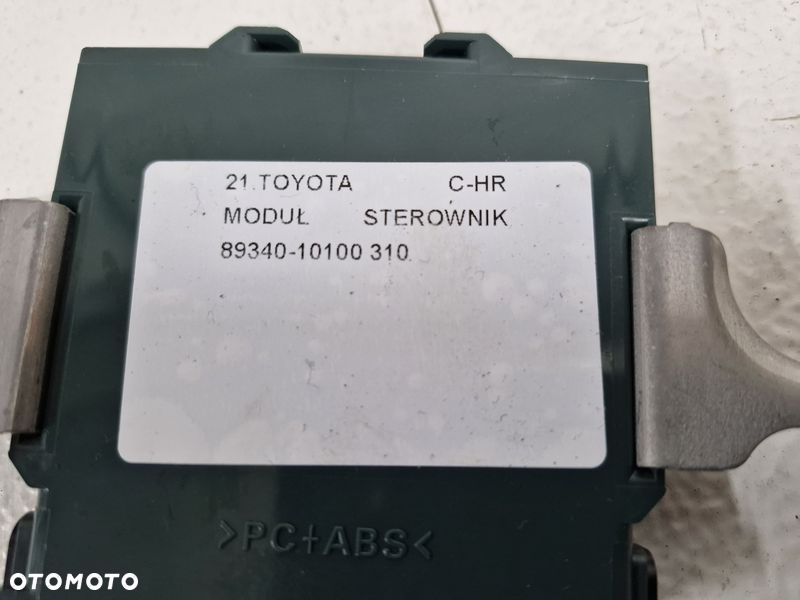 21.TOYOTA C-HR
MODUŁ STEROWNIK
89340-10100 310
>PC+ABS<
OTOMOTO